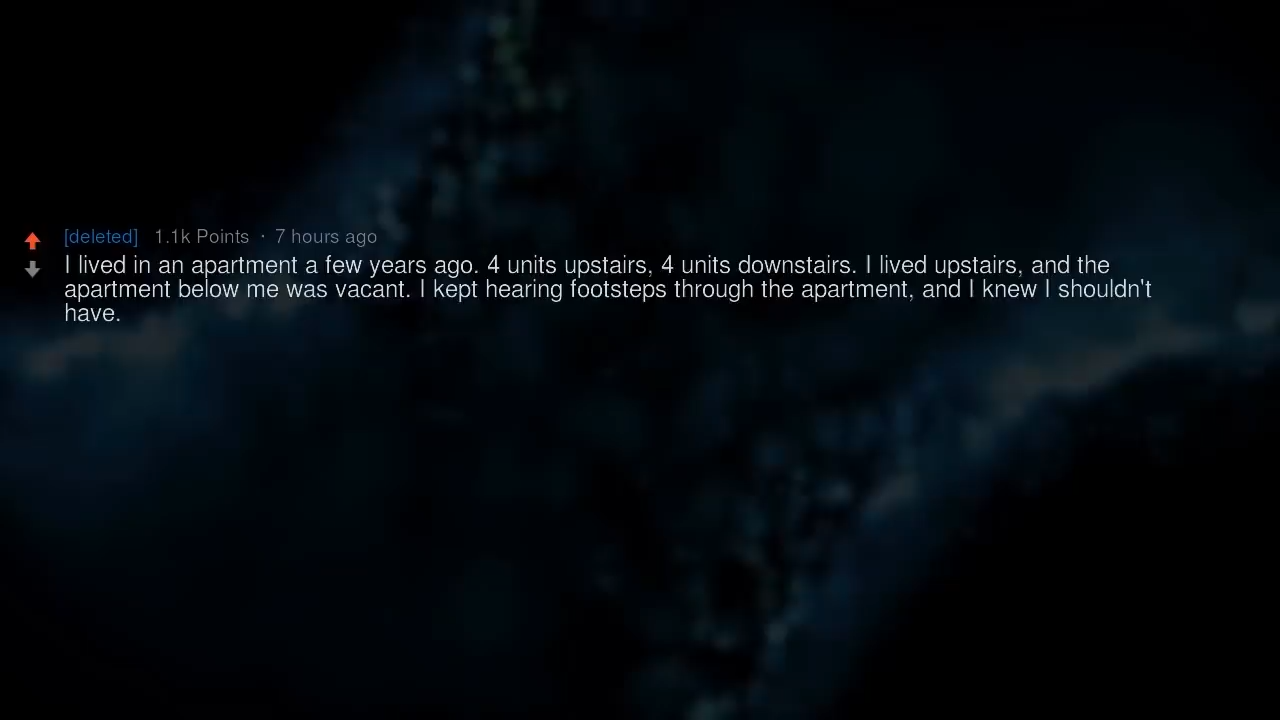 [deleted] 1.1k Points · 7 hours ago
I lived in an apartment a few years ago. 4 units upstairs, 4 units downstairs. I lived upstairs, and the
apartment below me was vacant. I kept hearing footsteps through the apartment, and I knew I shouldn't
have.